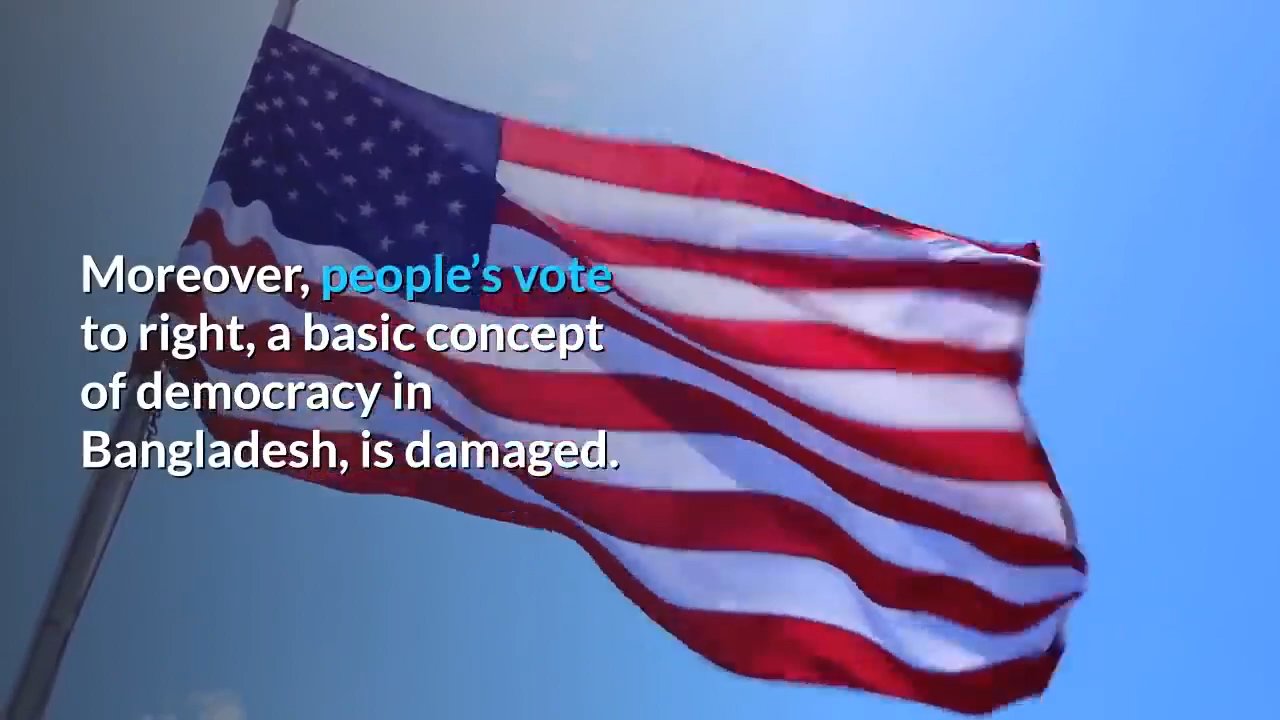 Moreover, people’s vote
to right, a basic concept
of democracy in
Bangladesh, is damaged.